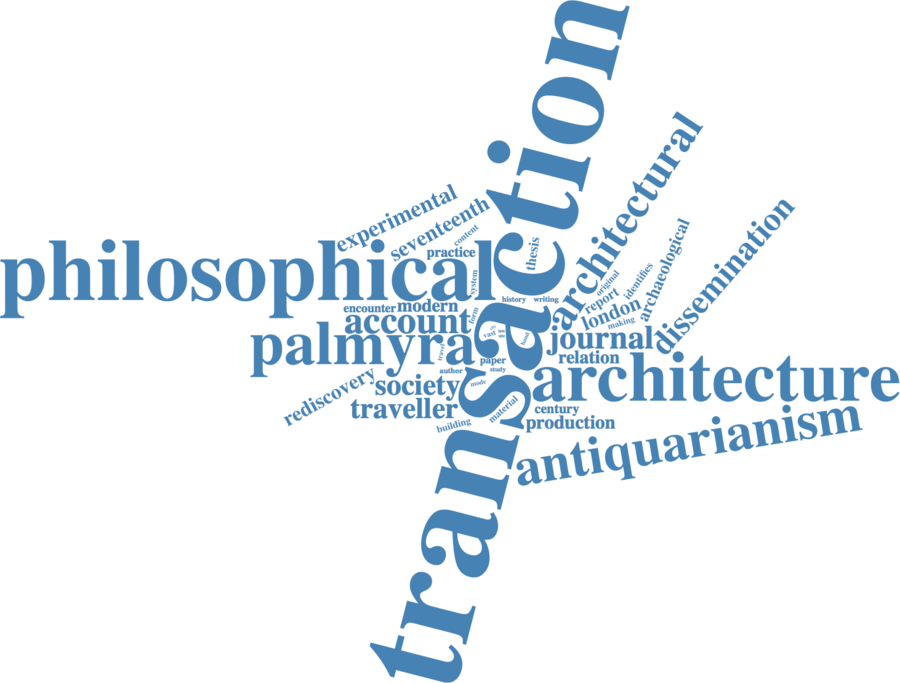 transaction
philosophical
architecture
palmyra
antiquarianism
architectural
dissemination
account
journal
society
traveller
experimental
seventeenth
content
practice
system
thesis
history
writing
encounter
modern
form
original
report
identifies
london
making
archaeological
relation
paper
study
author
mode
travel
vast
hand
rediscovery
century
production
material
building